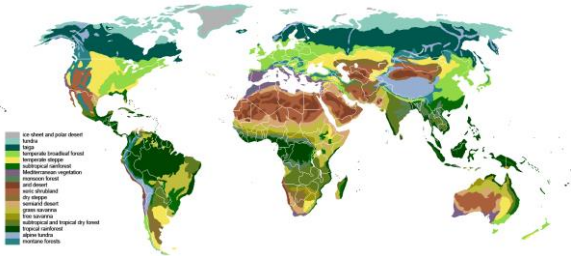 ice sheet and polar desert
tundra
taiga
temperate broadleaf forest
temperate steppe
subtropical rainforest
Mediterranean vegetation
monsoon forest
arid desert
xeric shrubland
dry steppe
semiarid desert
grass savanna
tree savanna
subtropical and tropical dry forest
tropical rainforest
alpine tundra
montane forests